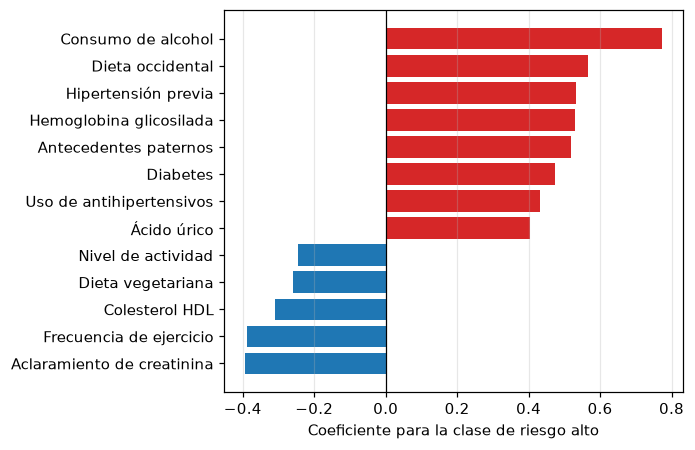 Consumo de alcohol
Dieta occidental
Hipertensión previa
Hemoglobina glicosilada
Antecedentes paternos
Diabetes
Uso de antihipertensivos
Ácido úrico
Nivel de actividad
Dieta vegetariana
Colesterol HDL
Frecuencia de ejercicio
Aclaramiento de creatinina
−0.4 −0.2 0.0 0.2 0.4 0.6 0.8
Coeficiente para la clase de riesgo alto